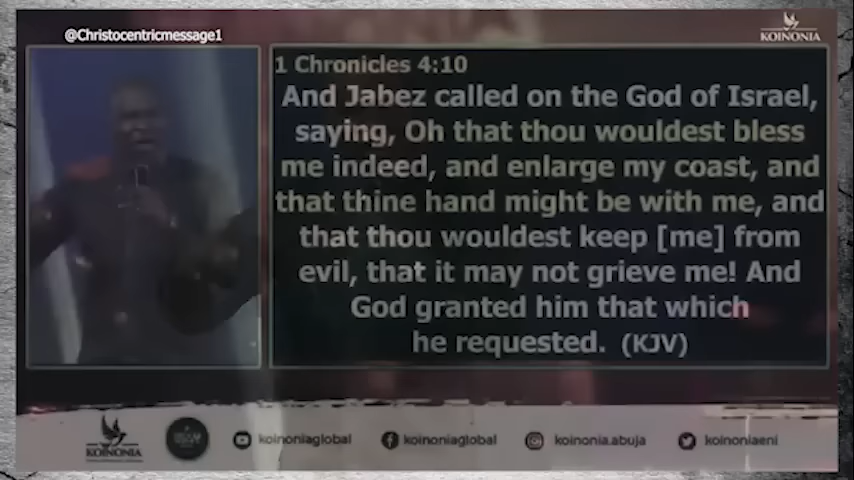 @Christocentricmessage1
KOINONIA
1 Chronicles 4:10
And Jabez called on the God of Israel,
saying, Oh that thou wouldest bless
me indeed, and enlarge my coast, and
that thine hand might be with me, and
that thou wouldest keep [me] from
evil, that it may not grieve me! And
God granted him that which
he requested. (KJV)
KOINONIA
koinoniaglobal
koinoniaglobal
koinonia.abuja
koinoniaeni